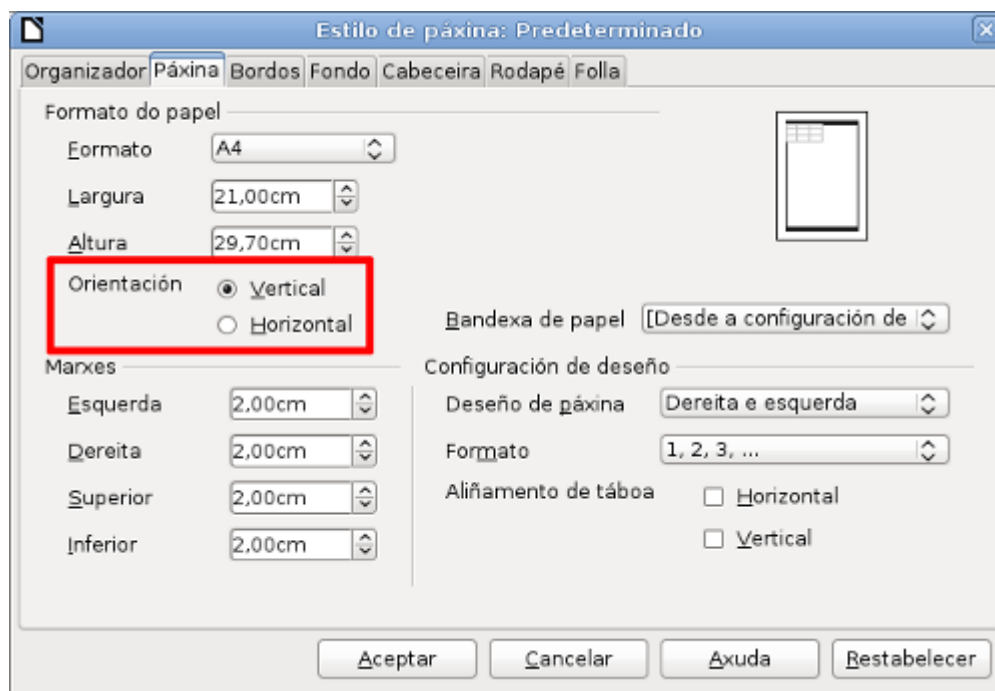 Estilo de páxina: Predeterminado
Organizador Páxina Bordos Fondo Cabeceira Rodapé Folla
Formato do papel
Formato A4
Largura 21,00cm
Altura 29,70cm
Orientación Vertical
Horizontal
Bandexa de papel [Desde a configuración de
Marxes
Esquerda 2,00cm
Dereita 2,00cm
Superior 2,00cm
Inferior 2,00cm
Configuración de deseño
Deseño de páxina Dereita e esquerda
Formato 1, 2, 3, ...
Aliñamento de táboa Horizontal
Vertical
Aceptar Cancelar Axuda Restabelecer